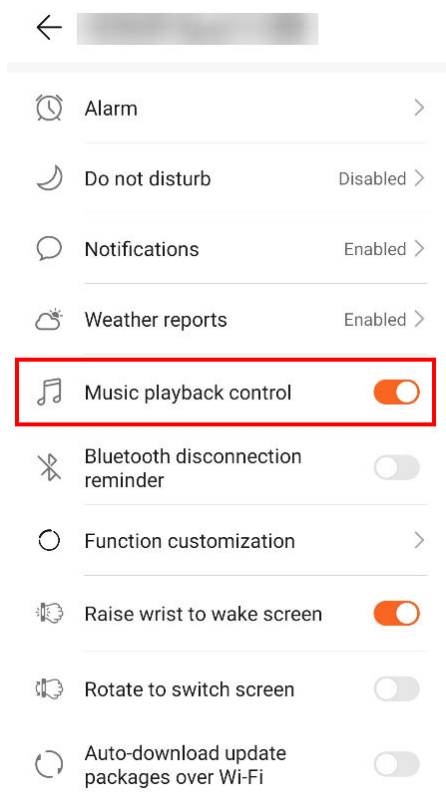 Alarm
Do not disturb
Disabled
Notifications
Enabled
Weather reports
Enabled
Music playback control
Bluetooth disconnection
reminder
Function customization
Raise wrist to wake screen
Rotate to switch screen
Auto-download update
packages over Wi-Fi